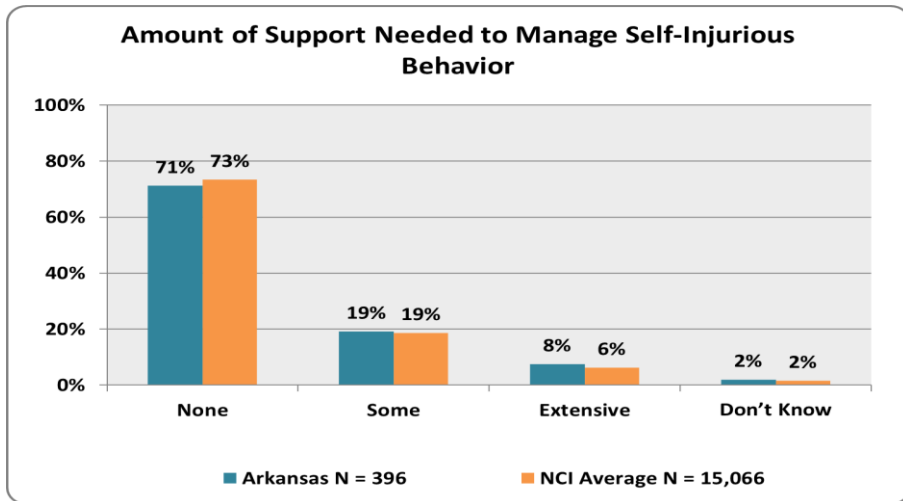 Amount of Support Needed to Manage Self-Injurious
Behavior
100%
80%
60%
40%
20%
0%
71%
73%
19%
19%
8%
6%
2%
2%
None
Some
Extensive
Don’t Know
Arkansas N = 396
NCI Average N = 15,066